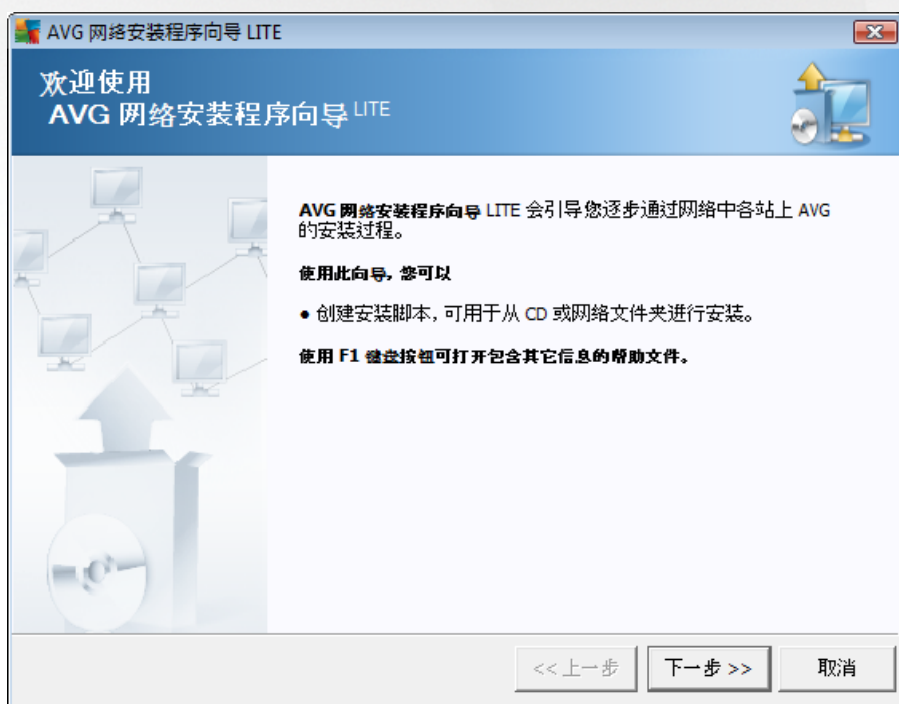 AVG 网络安装程序向导 LITE
欢迎使用
AVG 网络安装程序向导 LITE
AVG 网络安装程序向导 LITE 会引导您逐步通过网络中各站上 AVG
的安装过程。
使用此向导，您可以
• 创建安装脚本，可用于从 CD 或网络文件夹进行安装。
使用 F1 键盘按钮可打开包含其它信息的帮助文件。
<< 上一步
下一步 >>
取消